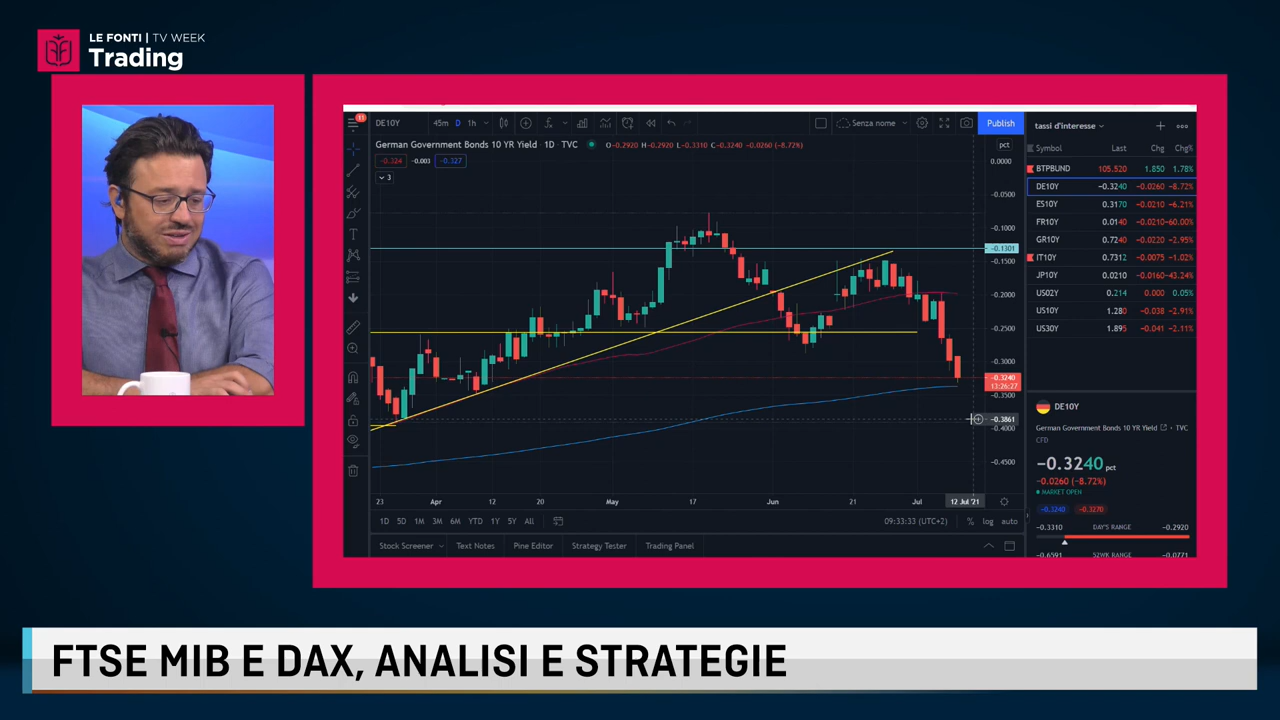 LE FONTI | TV WEEK
Trading
11
DE10Y 45m D 1h Senza nome Publish
German Government Bonds 10 YR Yield · 1D · TVC O-0.2920 H-0.2920 L-0.3310 C-0.3240 -0.0260 (-8.72%)
-0.324 -0.003 -0.327
3
pct
0.0000
-0.0500
-0.1000
-0.1301
-0.1500
-0.2000
-0.2500
-0.3000
-0.3240
13:26:27
-0.3500
-0.3861
-0.4000
-0.4500
23 Apr 12 20 May 17 Jun 21 Jul 12 Jul '21
1D 5D 1M 3M 6M YTD 1Y 5Y All
09:33:33 (UTC+2) % log auto
Stock Screener Text Notes Pine Editor Strategy Tester Trading Panel
tassi d'interesse
Symbol Last Chg Chg%
BTPBUND 105.520 1.850 1.78%
DE10Y -0.3240 -0.0260 -8.72%
ES10Y 0.3170 -0.0210 -6.21%
FR10Y 0.0140 -0.0210 -60.00%
GR10Y 0.7240 -0.0220 -2.95%
IT10Y 0.7312 -0.0075 -1.02%
JP10Y 0.0210 -0.0160 -43.24%
US02Y 0.214 0.000 0.05%
US10Y 1.280 -0.038 -2.91%
US30Y 1.895 -0.041 -2.11%
DE10Y
German Government Bonds 10 YR Yield · TVC
CFD
-0.3240 pct
-0.0260 (-8.72%)
MARKET OPEN
-0.3240 -0.3270
-0.3310 DAY'S RANGE -0.2920
-0.6591 52WK RANGE -0.0771
FTSE MIB E DAX, ANALISI E STRATEGIE